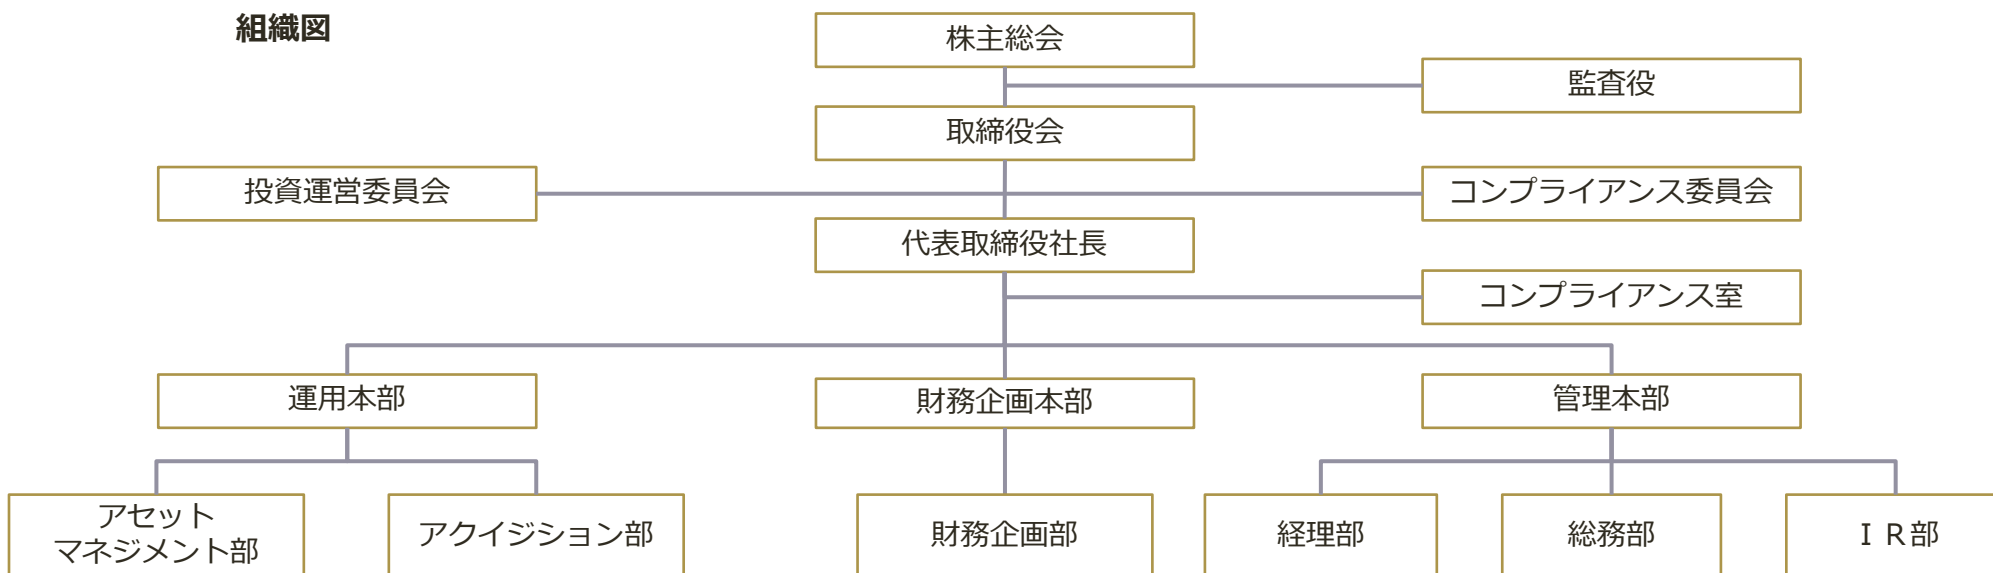 組織図
株主総会
監査役
取締役会
投資運営委員会
コンプライアンス委員会
代表取締役社長
コンプライアンス室
運用本部
財務企画本部
管理本部
アセット
マネジメント部
アクイジション部
財務企画部
経理部
総務部
ＩＲ部